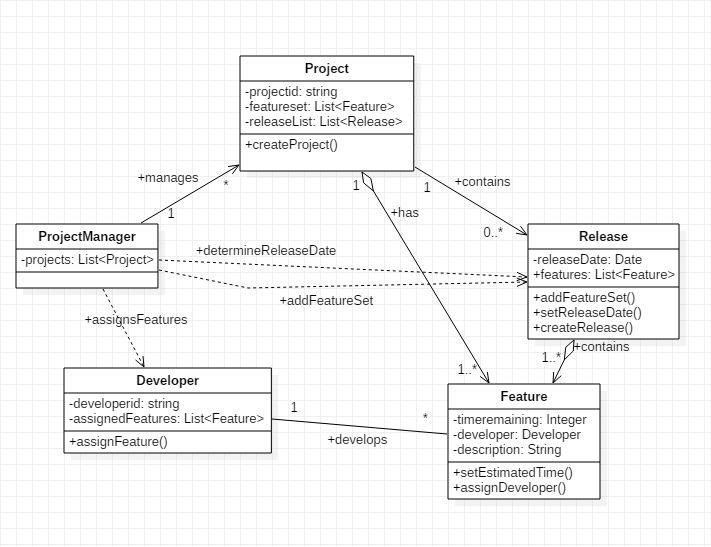 Project
-projectid: string
-featureset: List<Feature>
-releaseList: List<Release>
+createProject()
+manages
*
1
1
+has
1
+contains
0..*
ProjectManager
-projects: List<Project>
+determineReleaseDate
+addFeatureSet
+assignsFeatures
Release
-releaseDate: Date
+features: List<Feature>
+addFeatureSet()
+setReleaseDate()
+createRelease()
1..*
+contains
1..*
Developer
-developerid: string
-assignedFeatures: List<Feature>
+assignFeature()
1
*
+develops
Feature
-timeremaining: Integer
-developer: Developer
-description: String
+setEstimatedTime()
+assignDeveloper()